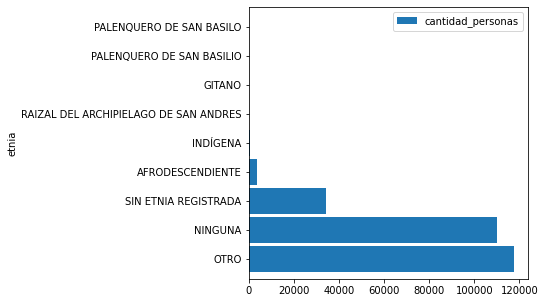 cantidad_personas
PALENQUERO DE SAN BASILO
PALENQUERO DE SAN BASILIO
GITANO
RAIZAL DEL ARCHIPIELAGO DE SAN ANDRES
INDÍGENA
AFRODESCENDIENTE
SIN ETNIA REGISTRADA
NINGUNA
OTRO
etnia
0 20000 40000 60000 80000 100000 120000